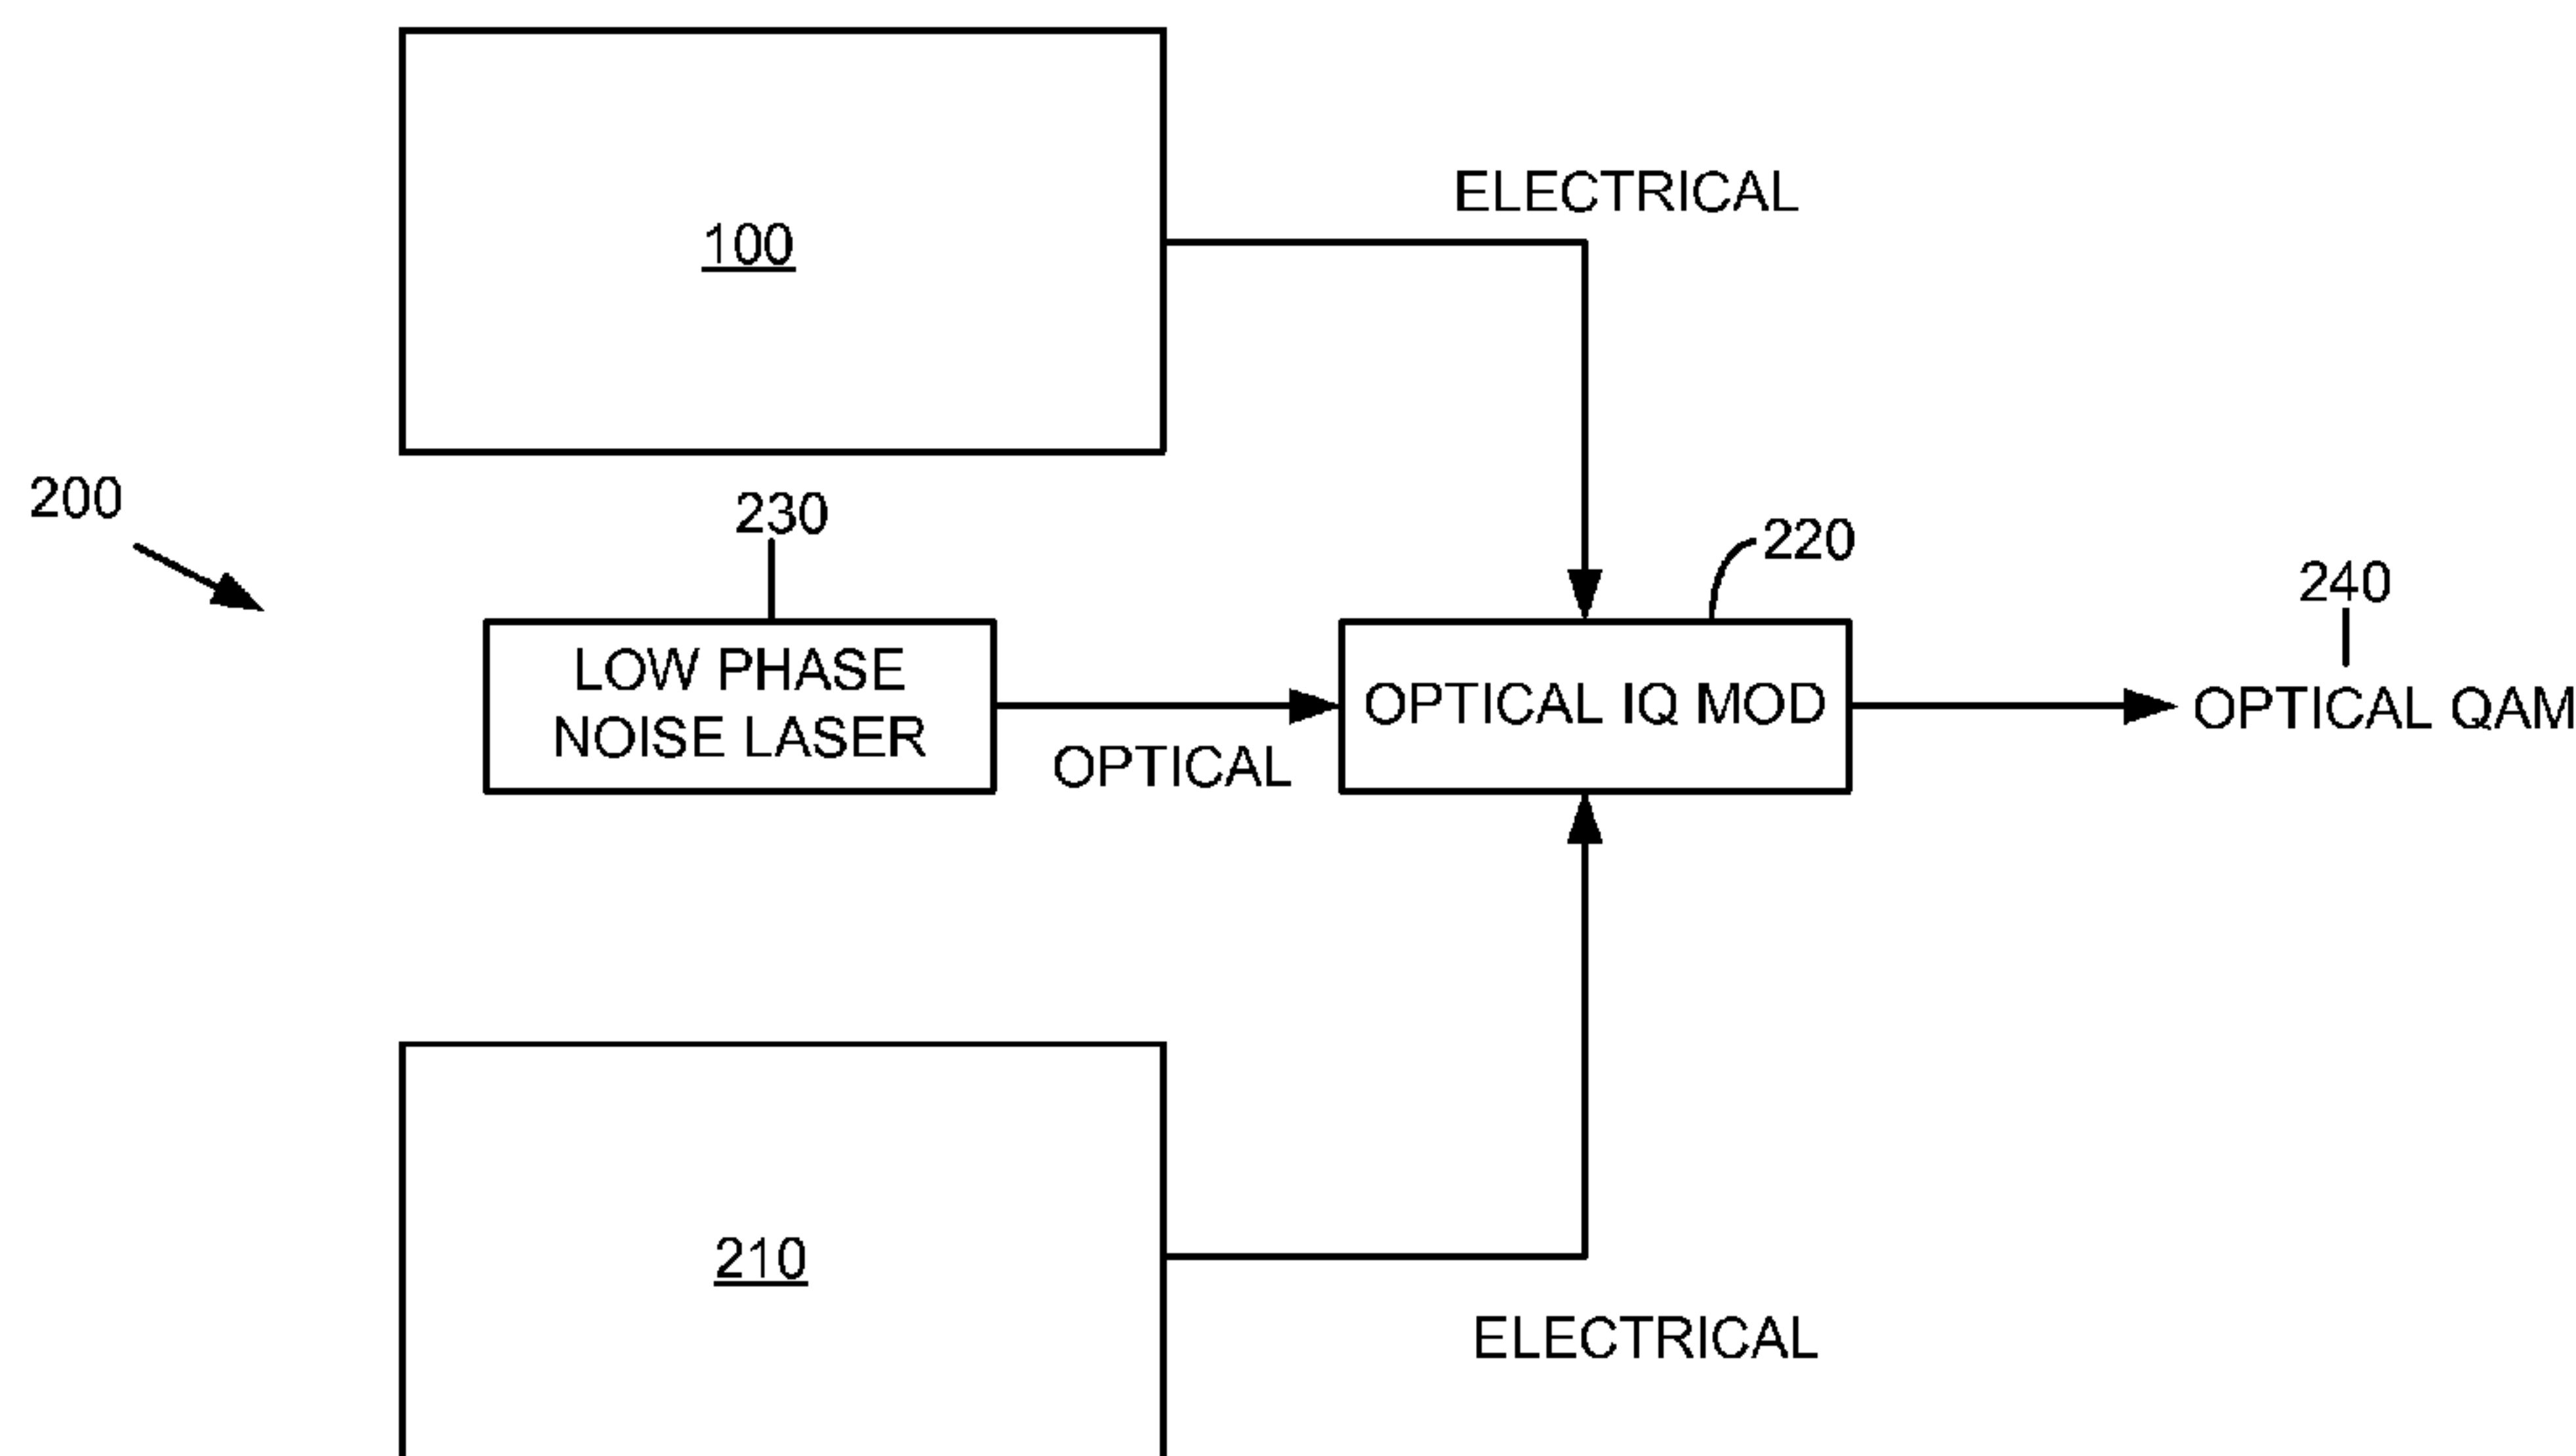 100
ELECTRICAL
200
230
220
240
LOW PHASE
NOISE LASER
OPTICAL
OPTICAL IQ MOD
OPTICAL QAM
210
ELECTRICAL